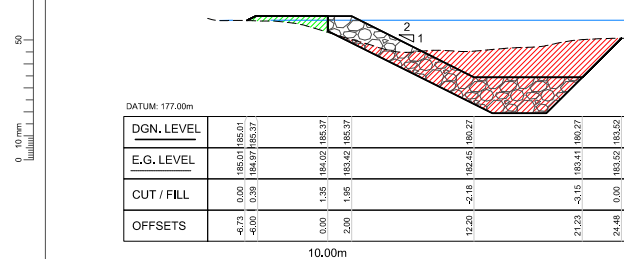 2
1
50
10 mm
0
DATUM: 177.00m
DGN. LEVEL 185.01 185.37 185.37 185.37 180.27 180.27 183.52
E.G. LEVEL 185.01 184.97 184.02 183.42 182.45 183.41 183.52
CUT / FILL 0.00 0.39 1.35 1.95 -2.18 -3.15 0.00
OFFSETS -6.73 -6.00 0.00 2.00 12.20 21.23 24.48
10.00m